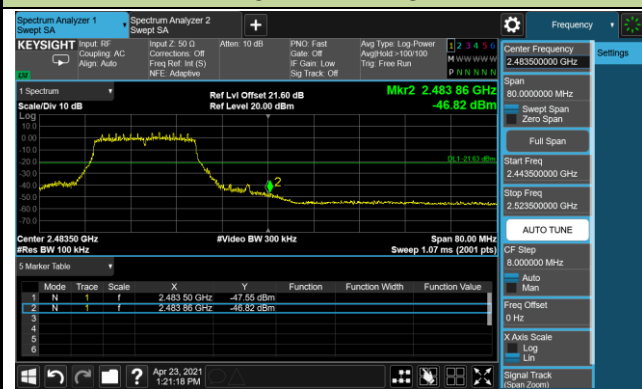 Spectrum Analyzer 1
Swept SA
Spectrum Analyzer 2
Swept SA
+
Frequency
KEYSIGHT
Input: RF
Coupling: AC
Align: Auto
Input Z: 50 Ω
Corrections: Off
Freq Ref: Int (S)
NFE: Adaptive
Atten: 10 dB
PNO: Fast
Gate: Off
IF Gain: Low
Sig Track: Off
Avg Type: Log-Power
Avg|Hold:>100/100
Trig: Free Run
1 2 3 4 5 6
M W W W W W
P N N N N N
LXI
Center Frequency
2.483500000 GHz
Settings
Span
80.0000000 MHz
Swept Span
Zero Span
Full Span
Start Freq
2.443500000 GHz
Stop Freq
2.523500000 GHz
AUTO TUNE
CF Step
8.000000 MHz
Auto
Man
Freq Offset
0 Hz
X Axis Scale
Log
Lin
Signal Track
(Span Zoom)
1 Spectrum
Scale/Div 10 dB
Ref Lvl Offset 21.60 dB
Ref Level 20.00 dBm
Mkr2 2.483 86 GHz
-46.82 dBm
Log
10.0
0.00
-10.0
-20.0
-30.0
-40.0
-50.0
-60.0
-70.0
DL1 -21.63 dBm
2
Center 2.48350 GHz
#Res BW 100 kHz
#Video BW 300 kHz
Span 80.00 MHz
Sweep 1.07 ms (2001 pts)
5 Marker Table
Mode Trace Scale X Y Function Function Width Function Value
1 N 1 f 2.483 50 GHz -47.55 dBm
2 N 1 f 2.483 86 GHz -46.82 dBm
3
4
5
6
?
Apr 23, 2021
1:21:18 PM